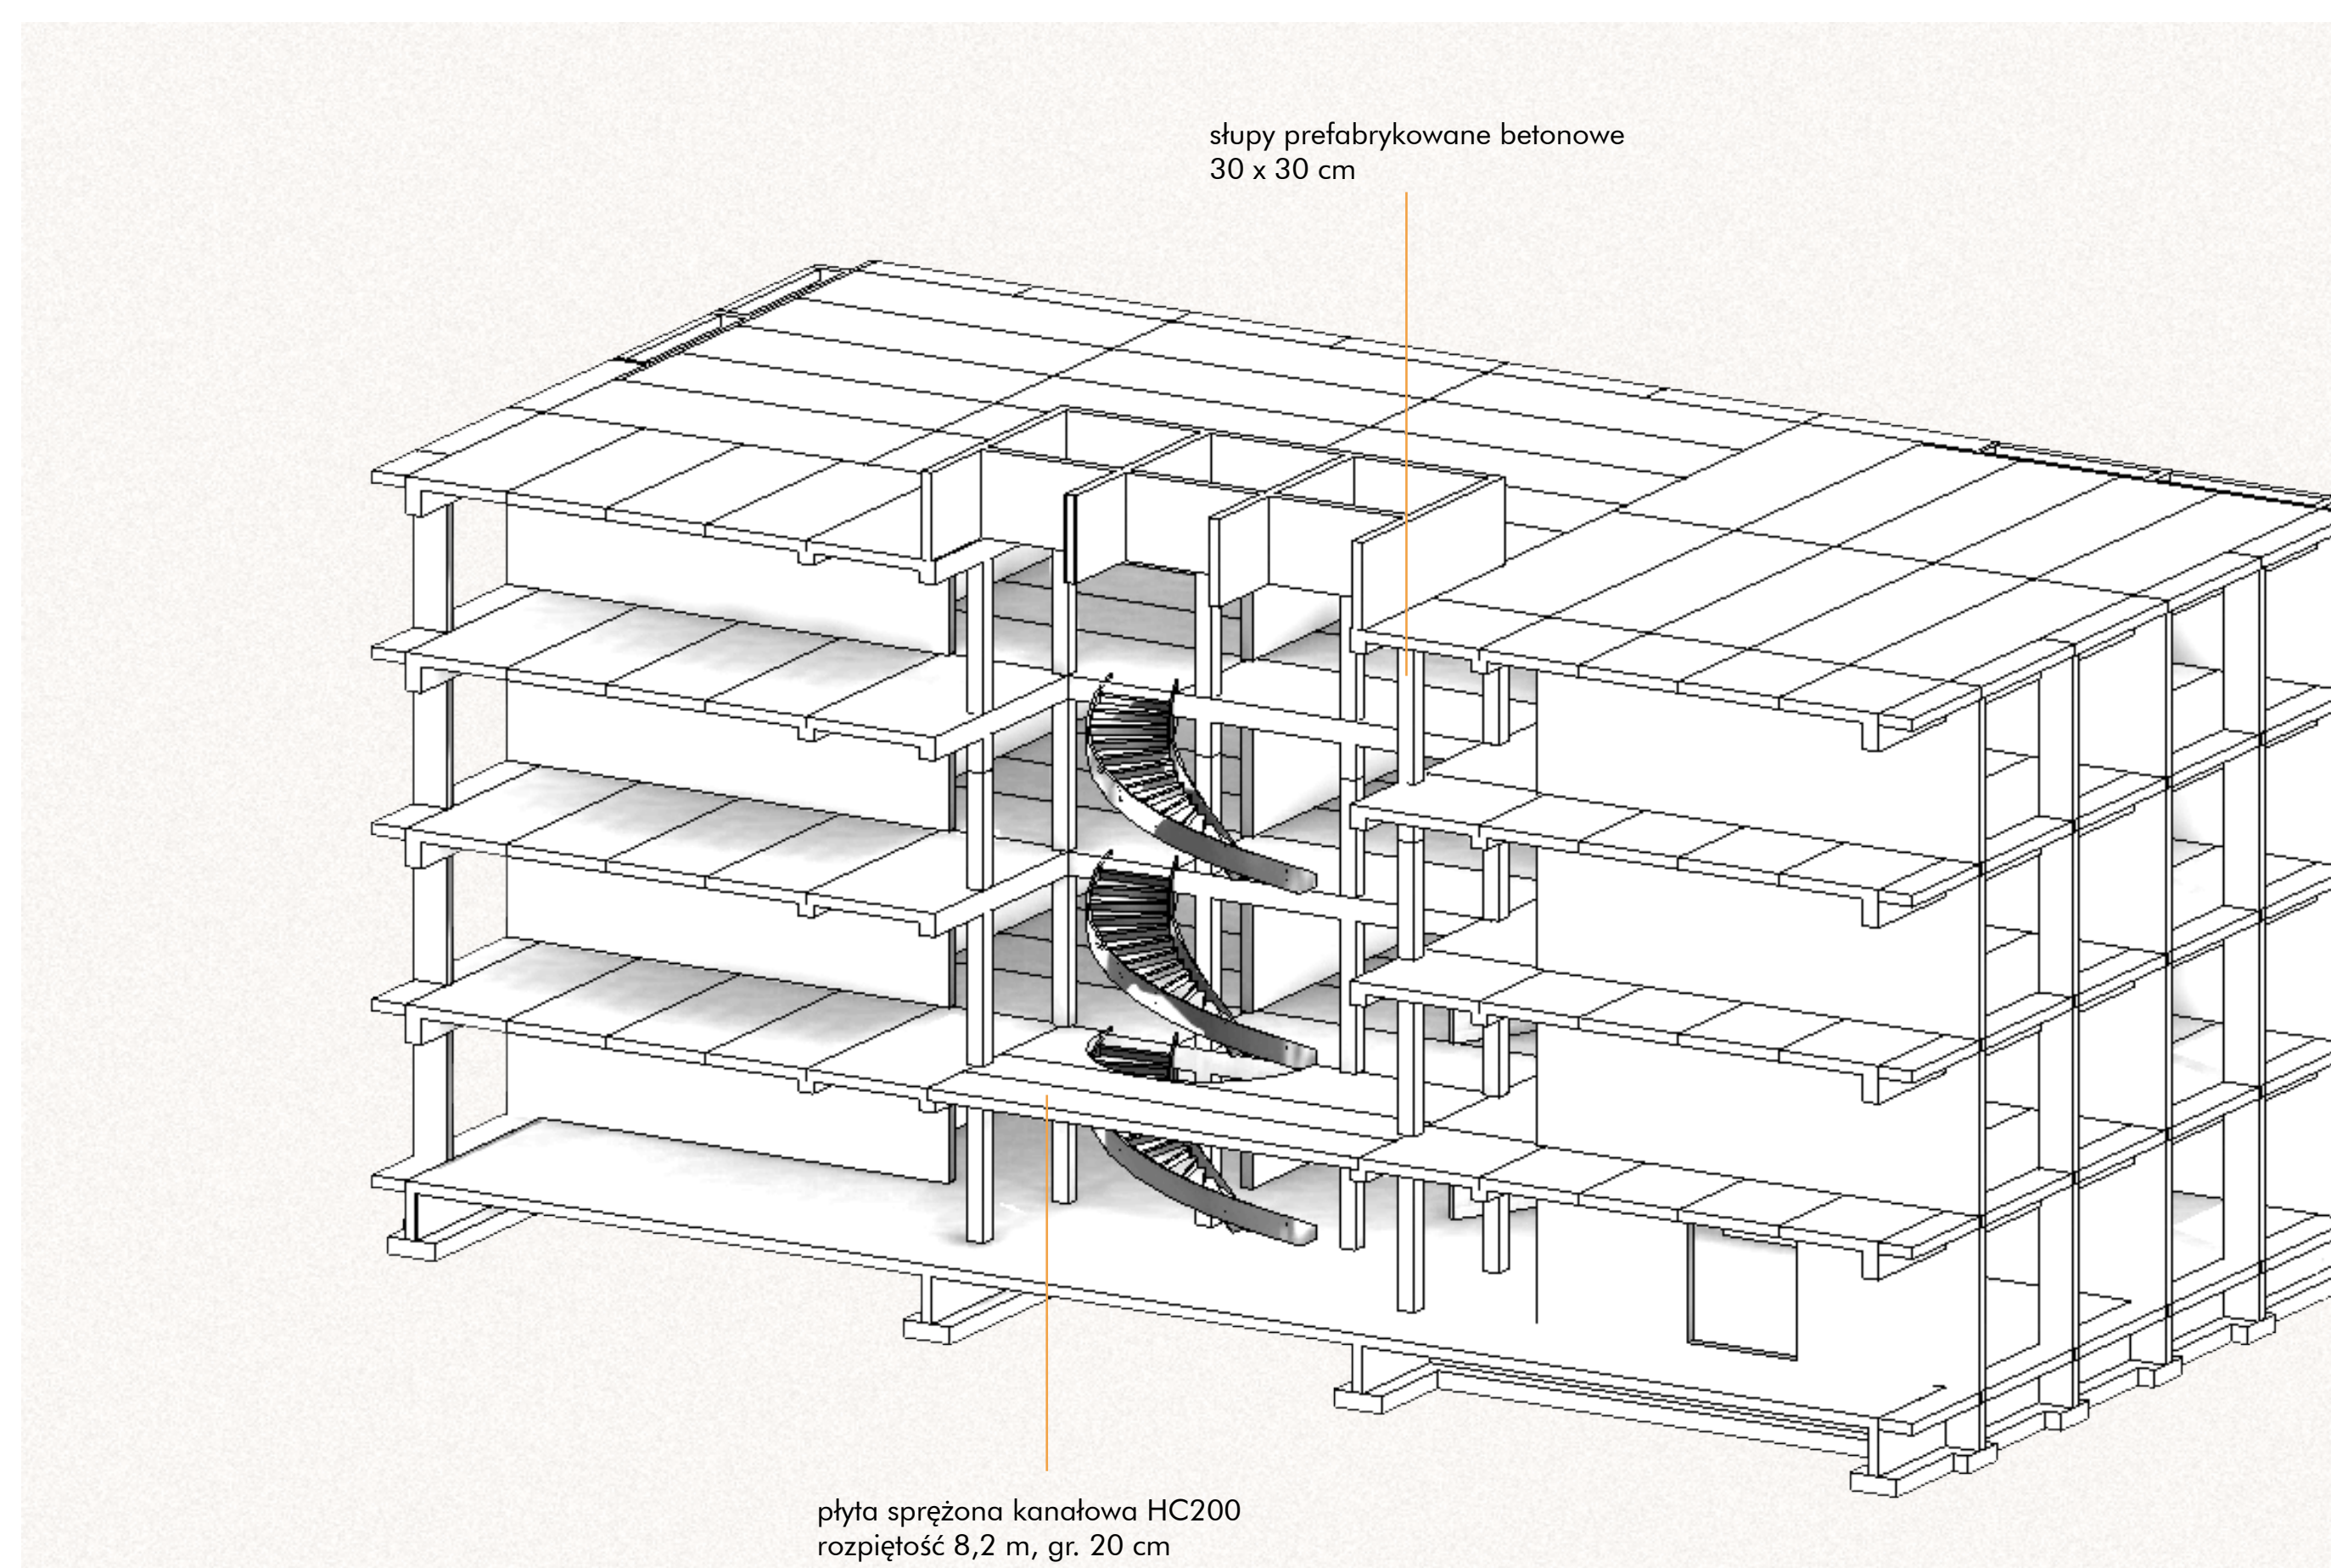 słupy prefabrykowane betonowe
30 x 30 cm
płyta sprężona kanałowa HC200
rozpiętość 8,2 m, gr. 20 cm